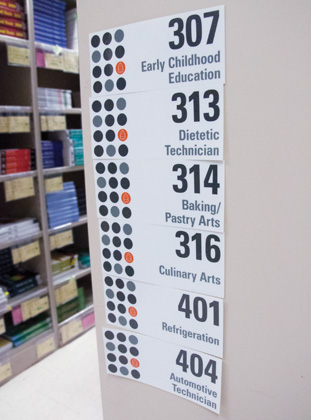 307
Early Childhood
Education
313
Dietetic
Technician
314
Baking/
Pastry Arts
316
Culinary Arts
401
Refrigeration
404
Automotive
Technician